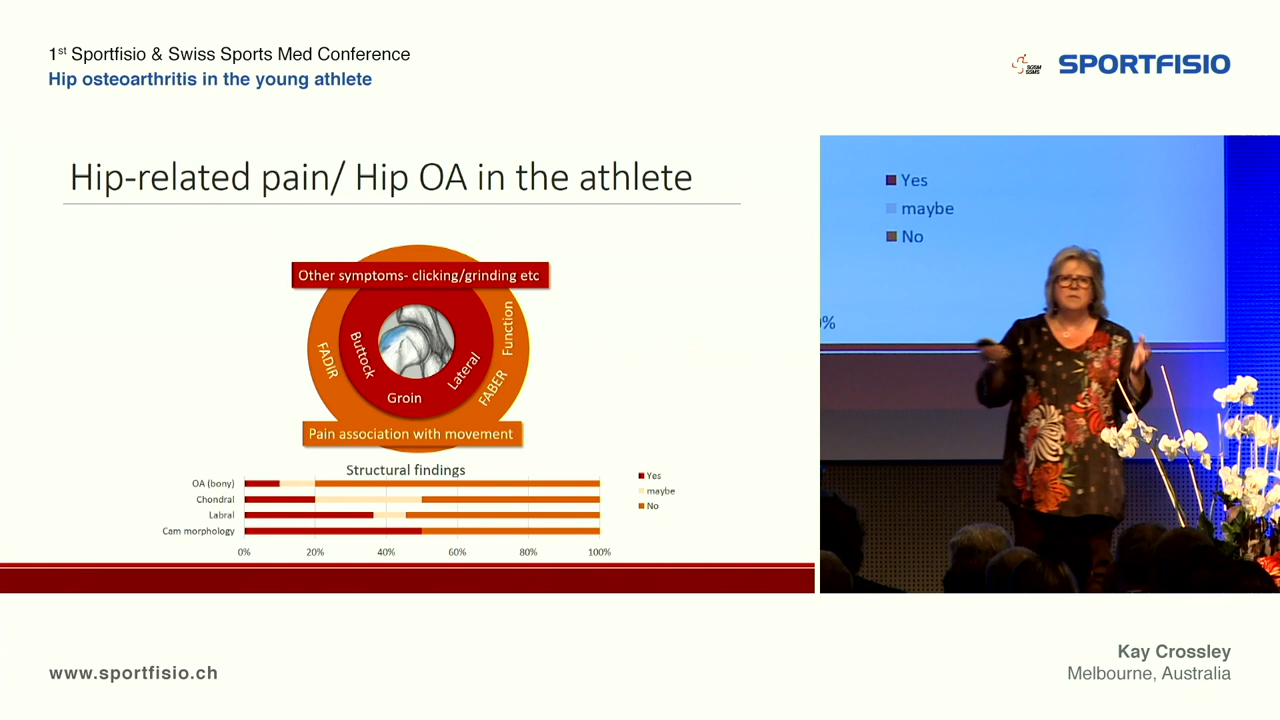 1st Sportfisio & Swiss Sports Med Conference
Hip osteoarthritis in the young athlete
SGSM
SSMS
SPORTFISIO
Hip-related pain/ Hip OA in the athlete
Other symptoms- clicking/grinding etc
FADIR
Buttock
Groin
Lateral
FABER
Function
Pain association with movement
Structural findings
OA (bony)
Chondral
Labral
Cam morphology
0%
20%
40%
60%
80%
100%
Yes
maybe
No
Yes
maybe
No
%
www.sportfisio.ch
Kay Crossley
Melbourne, Australia